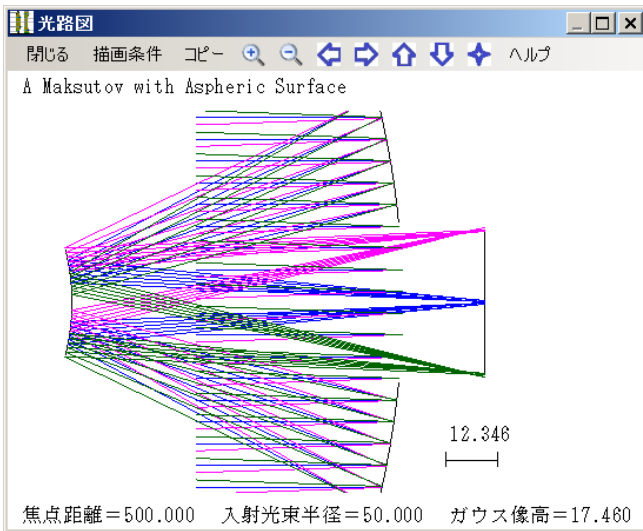 光路図
閉じる 描画条件 コピー ヘルプ
A Maksutov with Aspheric Surface
12.346
焦点距離=500.000 入射光束半径=50.000 ガウス像高=17.460